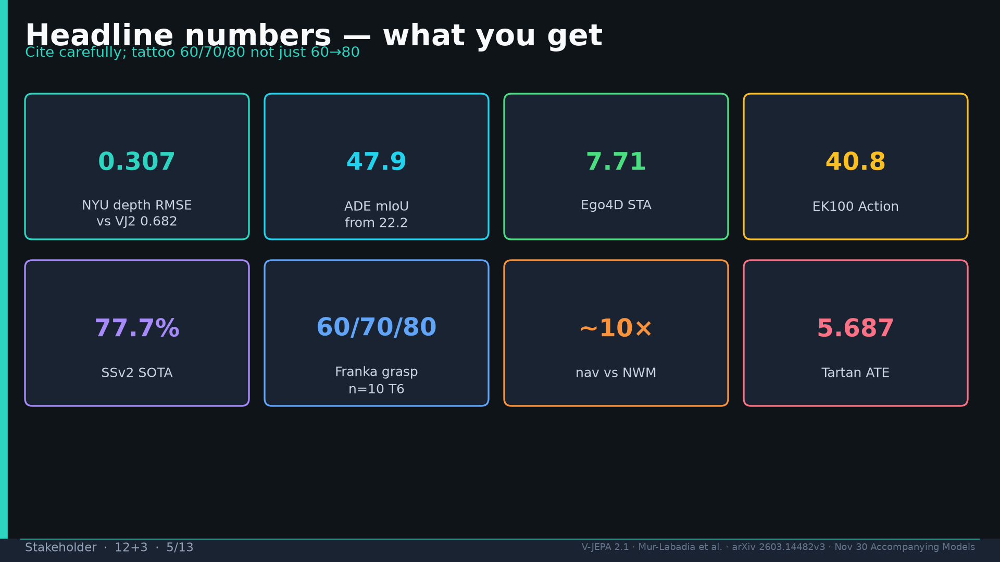 Headline numbers — what you get
Cite carefully; tattoo 60/70/80 not just 60→80
0.307
NYU depth RMSE
vs VJ2 0.682
47.9
ADE mIoU
from 22.2
7.71
Ego4D STA
40.8
EK100 Action
77.7%
SSv2 SOTA
60/70/80
Franka grasp
n=10 T6
~10×
nav vs NWM
5.687
Tartan ATE
Stakeholder · 12+3 · 5/13
V-JEPA 2.1 · Mur-Labadia et al. · arXiv 2603.14482v3 · Nov 30 Accompanying Models